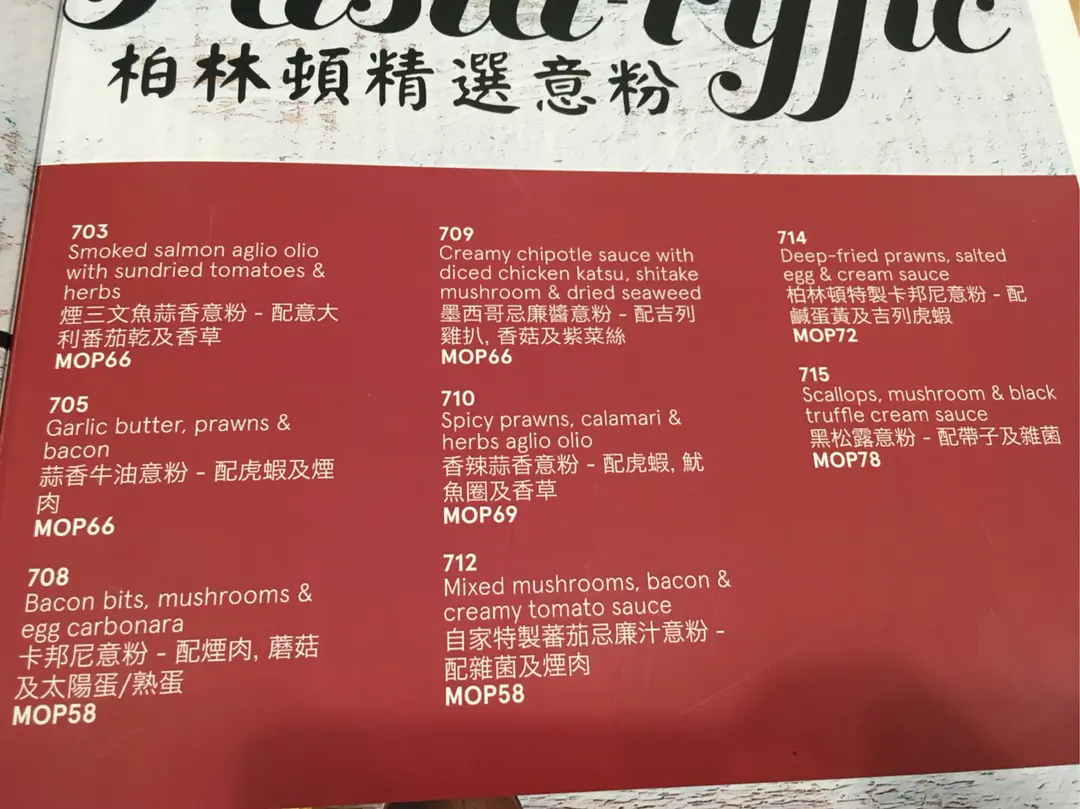 柏林頓精選意粉
703
Smoked salmon aglio olio
with sundried tomatoes &
herbs
煙三文魚蒜香意粉 - 配意大
利番茄乾及香草
MOP66
705
Garlic butter, prawns &
bacon
蒜香牛油意粉 - 配虎蝦及煙
肉
MOP66
708
Bacon bits, mushrooms &
egg carbonara
卡邦尼意粉 - 配煙肉, 蘑菇
及太陽蛋/熟蛋
MOP58
709
Creamy chipotle sauce with
diced chicken katsu, shitake
mushroom & dried seaweed
墨西哥忌廉醬意粉 - 配吉列
雞扒, 香菇及紫菜絲
MOP66
710
Spicy prawns, calamari &
herbs aglio olio
香辣蒜香意粉 - 配虎蝦, 魷
魚圈及香草
MOP69
712
Mixed mushrooms, bacon &
creamy tomato sauce
自家特製蕃茄忌廉汁意粉 -
配雜菌及煙肉
MOP58
714
Deep-fried prawns, salted
egg & cream sauce
柏林頓特製卡邦尼意粉 - 配
鹹蛋黃及吉列虎蝦
MOP72
715
Scallops, mushroom & black
truffle cream sauce
黑松露意粉 - 配帶子及雜菌
MOP78